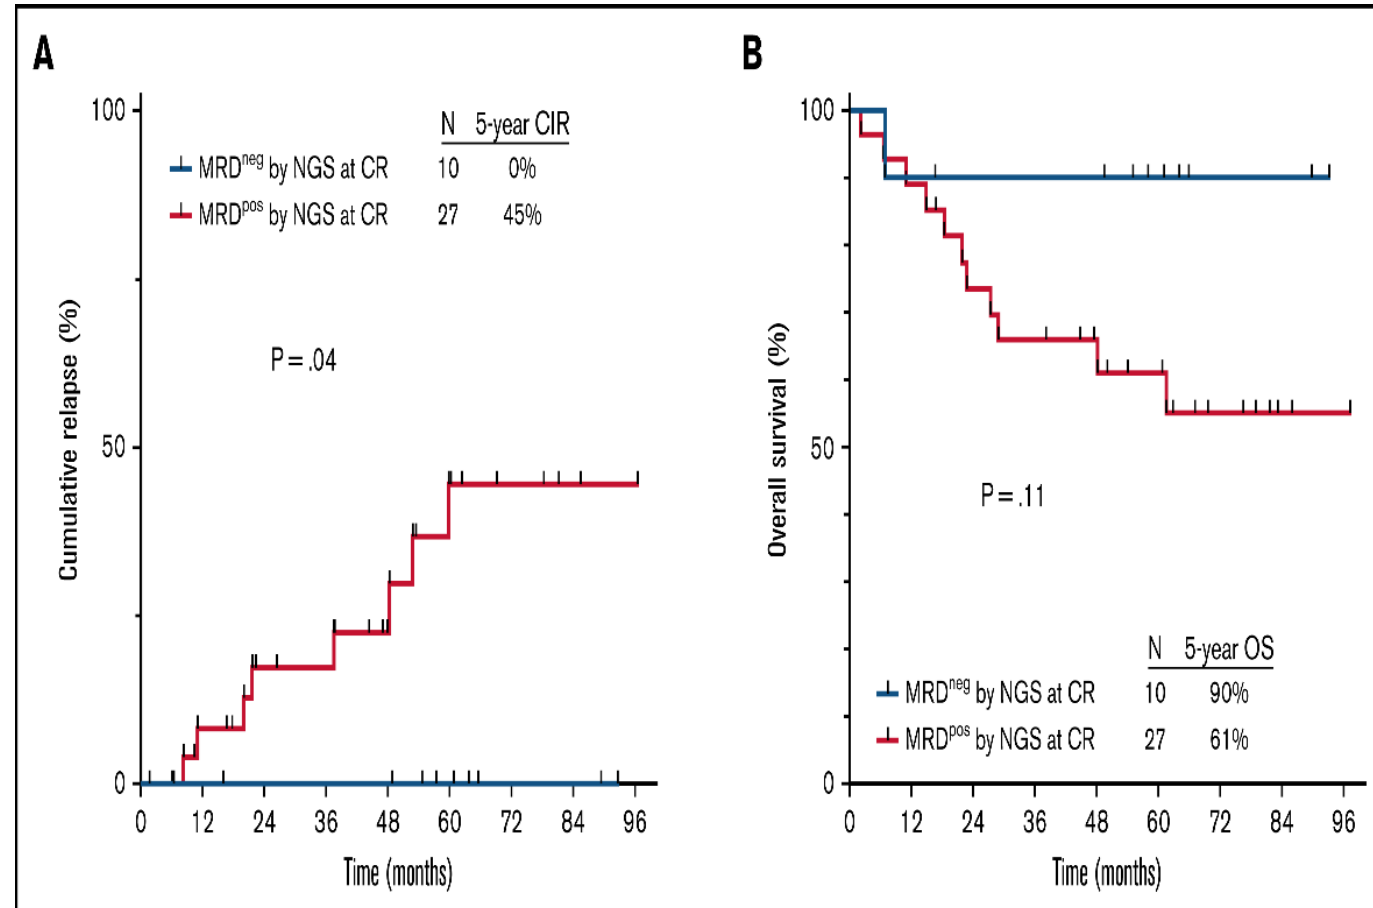 A
100
50
0
Cumulative relapse (%)
N 5-year CIR
MRDneg by NGS at CR 10 0%
MRDpos by NGS at CR 27 45%
P = .04
0 12 24 36 48 60 72 84 96
Time (months)
B
100
50
0
Overall survival (%)
P = .11
N 5-year OS
MRDneg by NGS at CR 10 90%
MRDpos by NGS at CR 27 61%
0 12 24 36 48 60 72 84 96
Time (months)